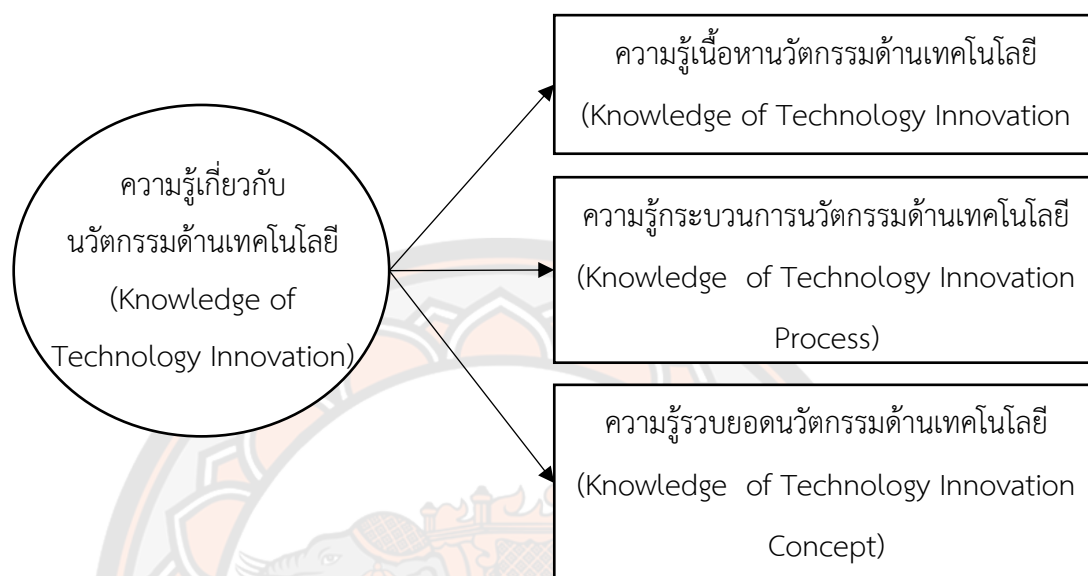 ความรู้เกี่ยวกับ
นวัตกรรมด้านเทคโนโลยี
(Knowledge of
Technology Innovation)
ความรู้เนื้อหานวัตกรรมด้านเทคโนโลยี
(Knowledge of Technology Innovation
ความรู้กระบวนการนวัตกรรมด้านเทคโนโลยี
(Knowledge of Technology Innovation
Process)
ความรู้รวบยอดนวัตกรรมด้านเทคโนโลยี
(Knowledge of Technology Innovation
Concept)